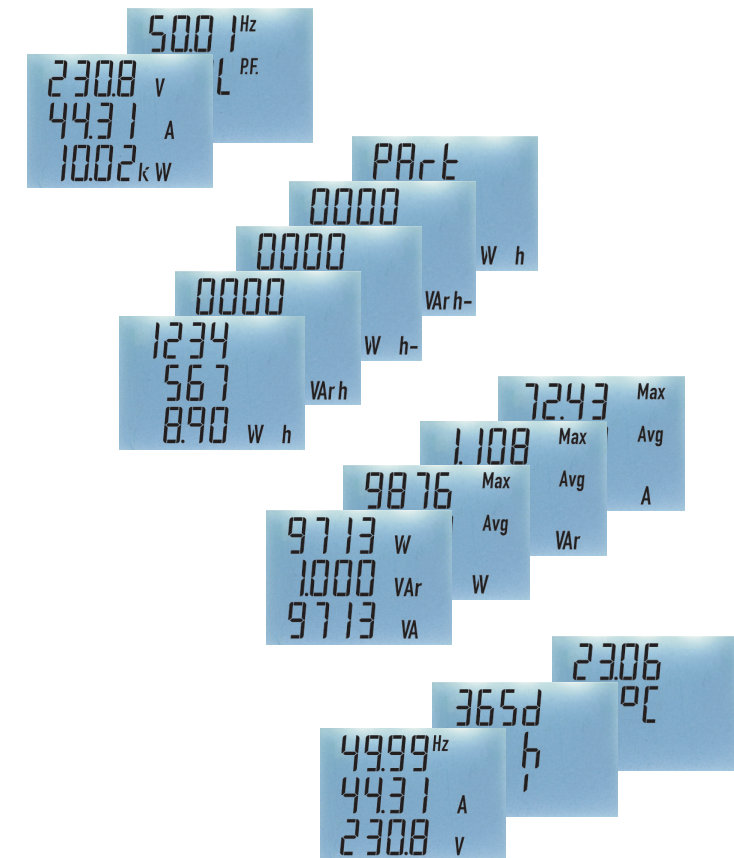 50.01 Hz
L P.F.
230.8 V
44.31 A
10.02 kW
PArt
W h
0000
VArh-
0000
W h-
0000
VArh
1234
567
8.90 W h
72.43 Max
Avg
A
1.108 Max
Avg
VAr
9876 Max
Avg
W
9713 W
1.000 VAr
9713 VA
23.06
°C
365d
h
49.99 Hz
44.31 A
230.8 V